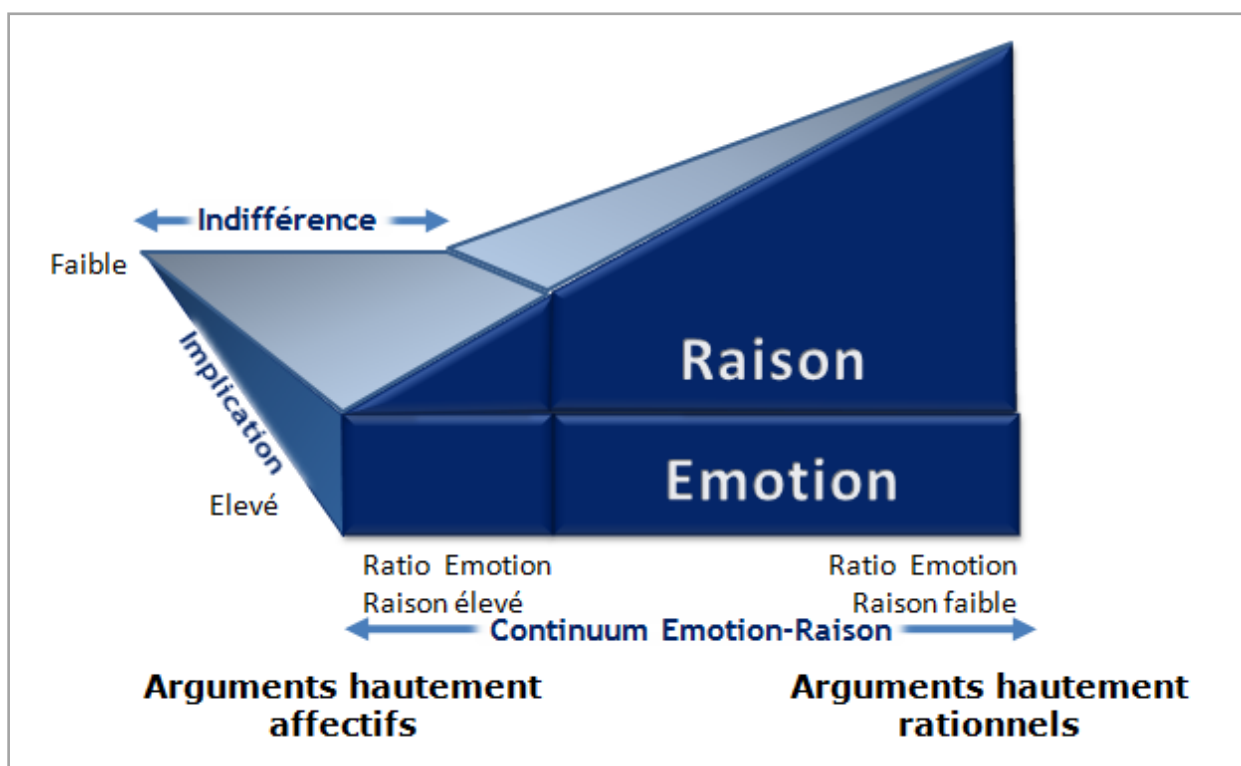 Indifférence
Faible
Implication
Elevé
Raison
Emotion
Ratio Emotion
Raison élevé
Ratio Emotion
Raison faible
Continuum Emotion-Raison
Arguments hautement
affectifs
Arguments hautement
rationnels